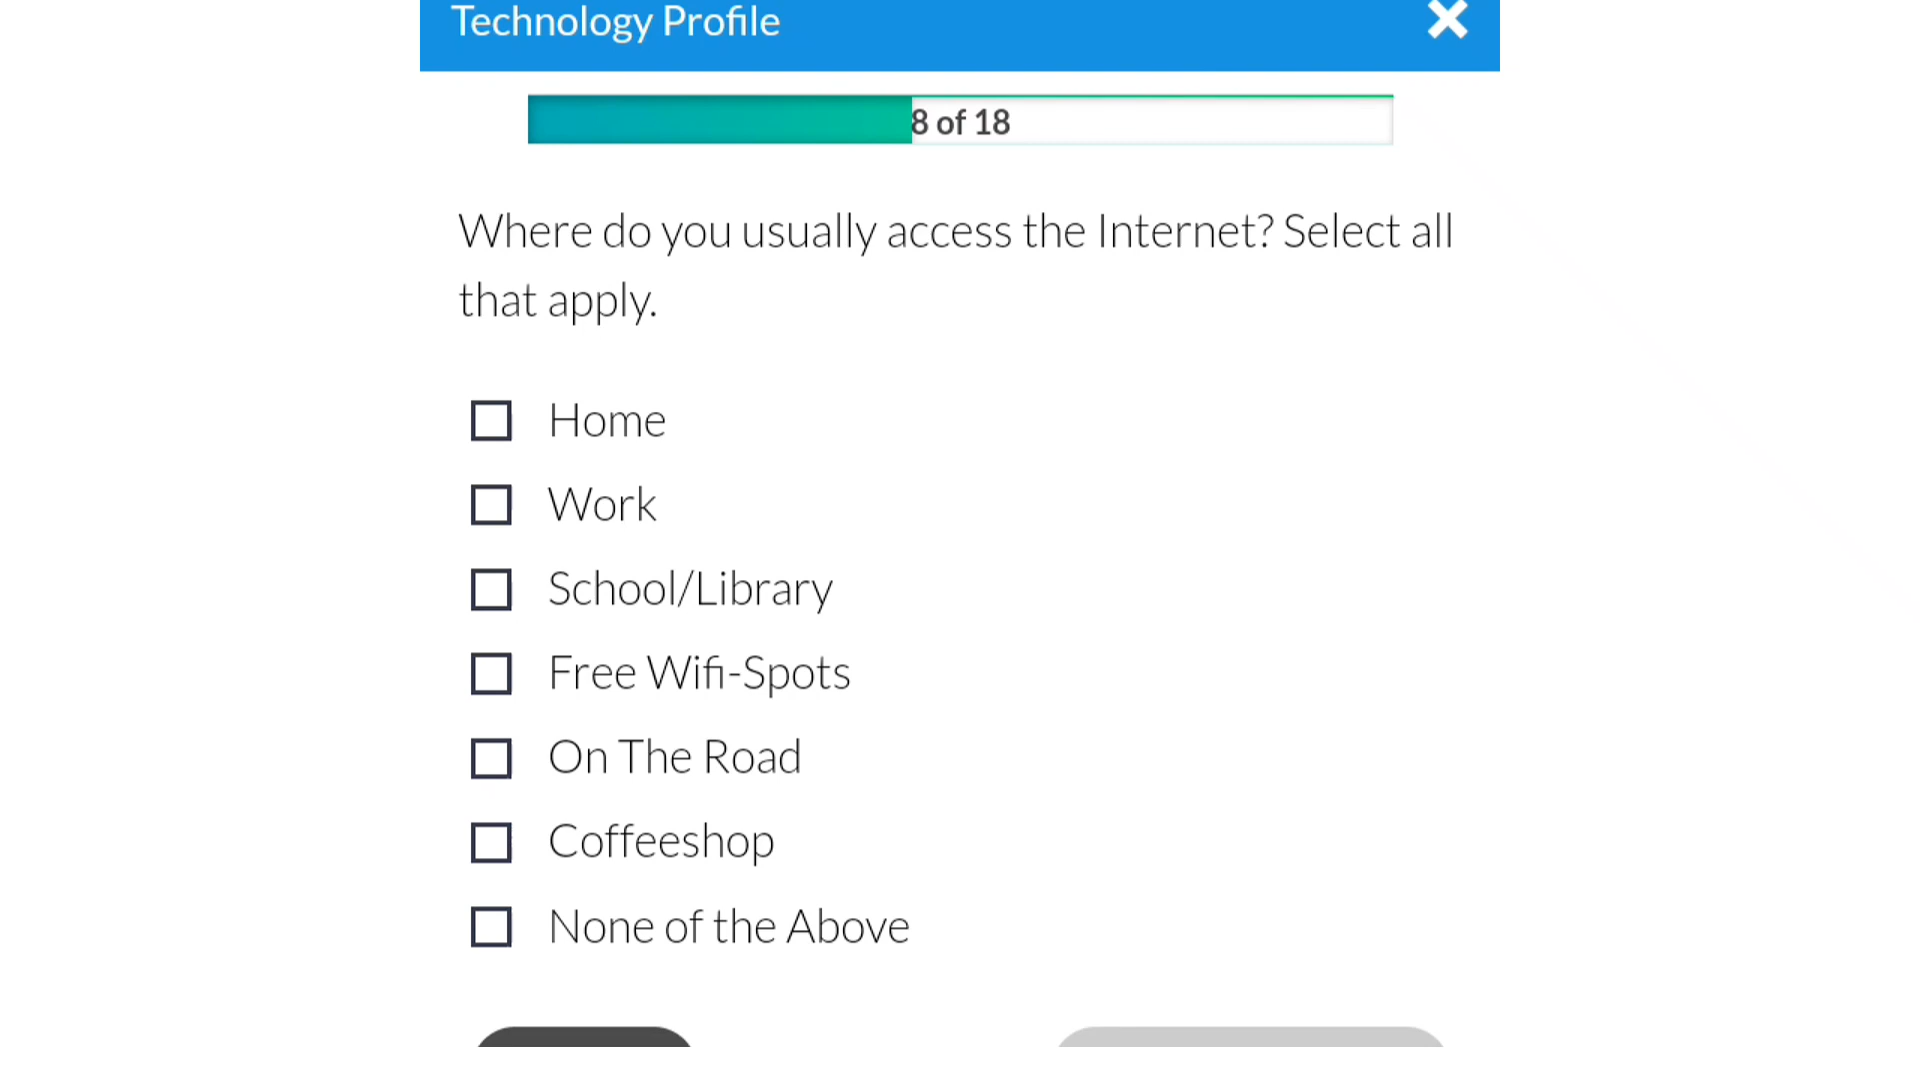 Technology Profile
8 of 18
Where do you usually access the Internet? Select all
that apply.
Home
Work
School/Library
Free Wifi-Spots
On The Road
Coffeeshop
None of the Above